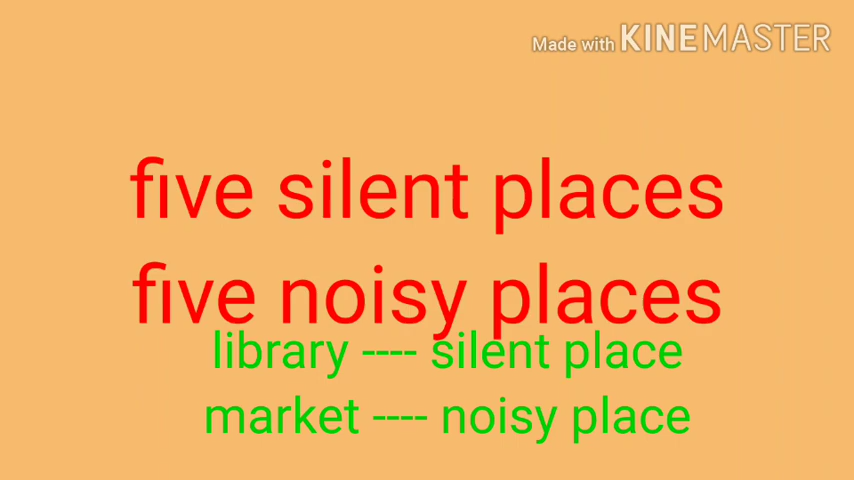 Made with KINEMASTER
five silent places
five noisy places
library ---- silent place
market ---- noisy place